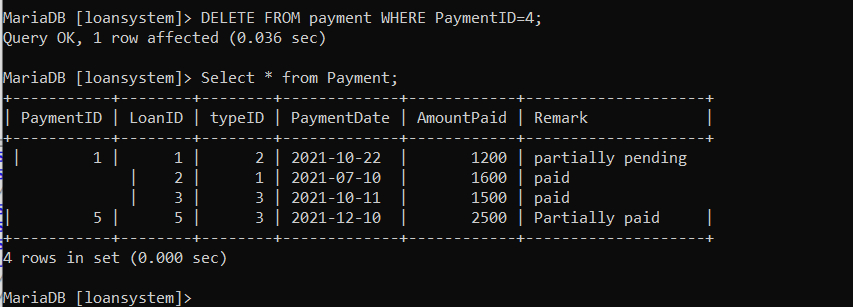 MariaDB [loansystem]> DELETE FROM payment WHERE PaymentID=4;
Query OK, 1 row affected (0.036 sec)
MariaDB [loansystem]> Select * from Payment;
+-----------+--------+--------+-------------+------------+-------------------+
| PaymentID | LoanID | typeID | PaymentDate | AmountPaid | Remark            |
+-----------+--------+--------+-------------+------------+-------------------+
 |        1 |      1 |      2 | 2021-10-22  |       1200 | partially pending
             |      2 |      1 | 2021-07-10  |       1600 | paid
             |      3 |      3 | 2021-10-11  |       1500 | paid
|         5 |      5 |      3 | 2021-12-10  |       2500 | Partially paid    |
+-----------+--------+--------+-------------+------------+-------------------+
4 rows in set (0.000 sec)
MariaDB [loansystem]>